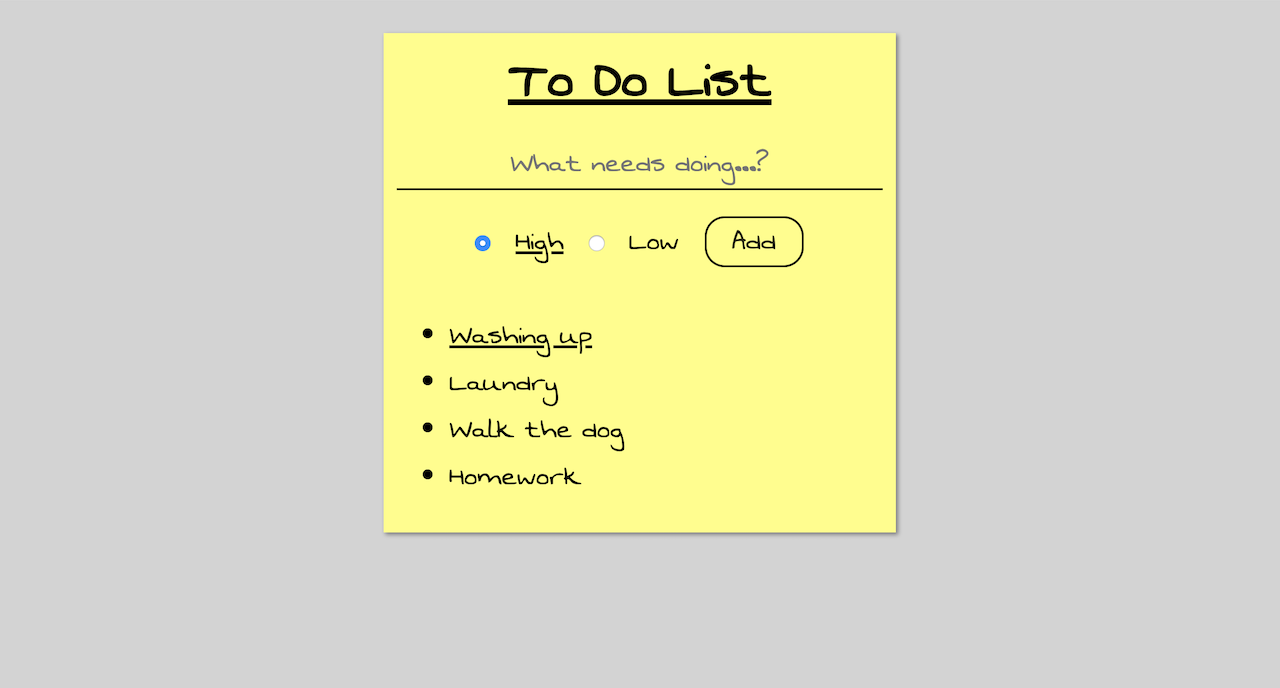 To Do List
What needs doing...?
High Low Add
Washing up
Laundry
Walk the dog
Homework